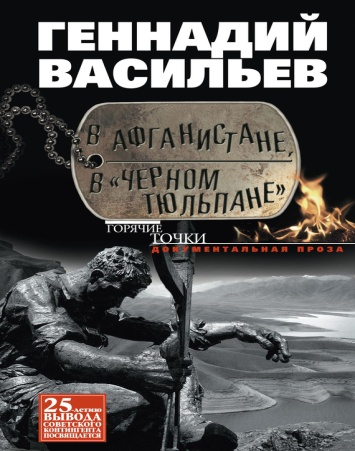 ГЕННАДИЙ
ВАСИЛЬЕВ
В АФГАНИСТАНЕ,
В «ЧЕРНОМ
ТЮЛЬПАНЕ»
ГОРЯЧИЕ
ТОЧКИ
ДОКУМЕНТАЛЬНАЯ ПРОЗА
25-ЛЕТИЮ
ВЫВОДА
СОВЕТСКОГО
КОНТИНГЕНТА
ПОСВЯЩАЕТСЯ